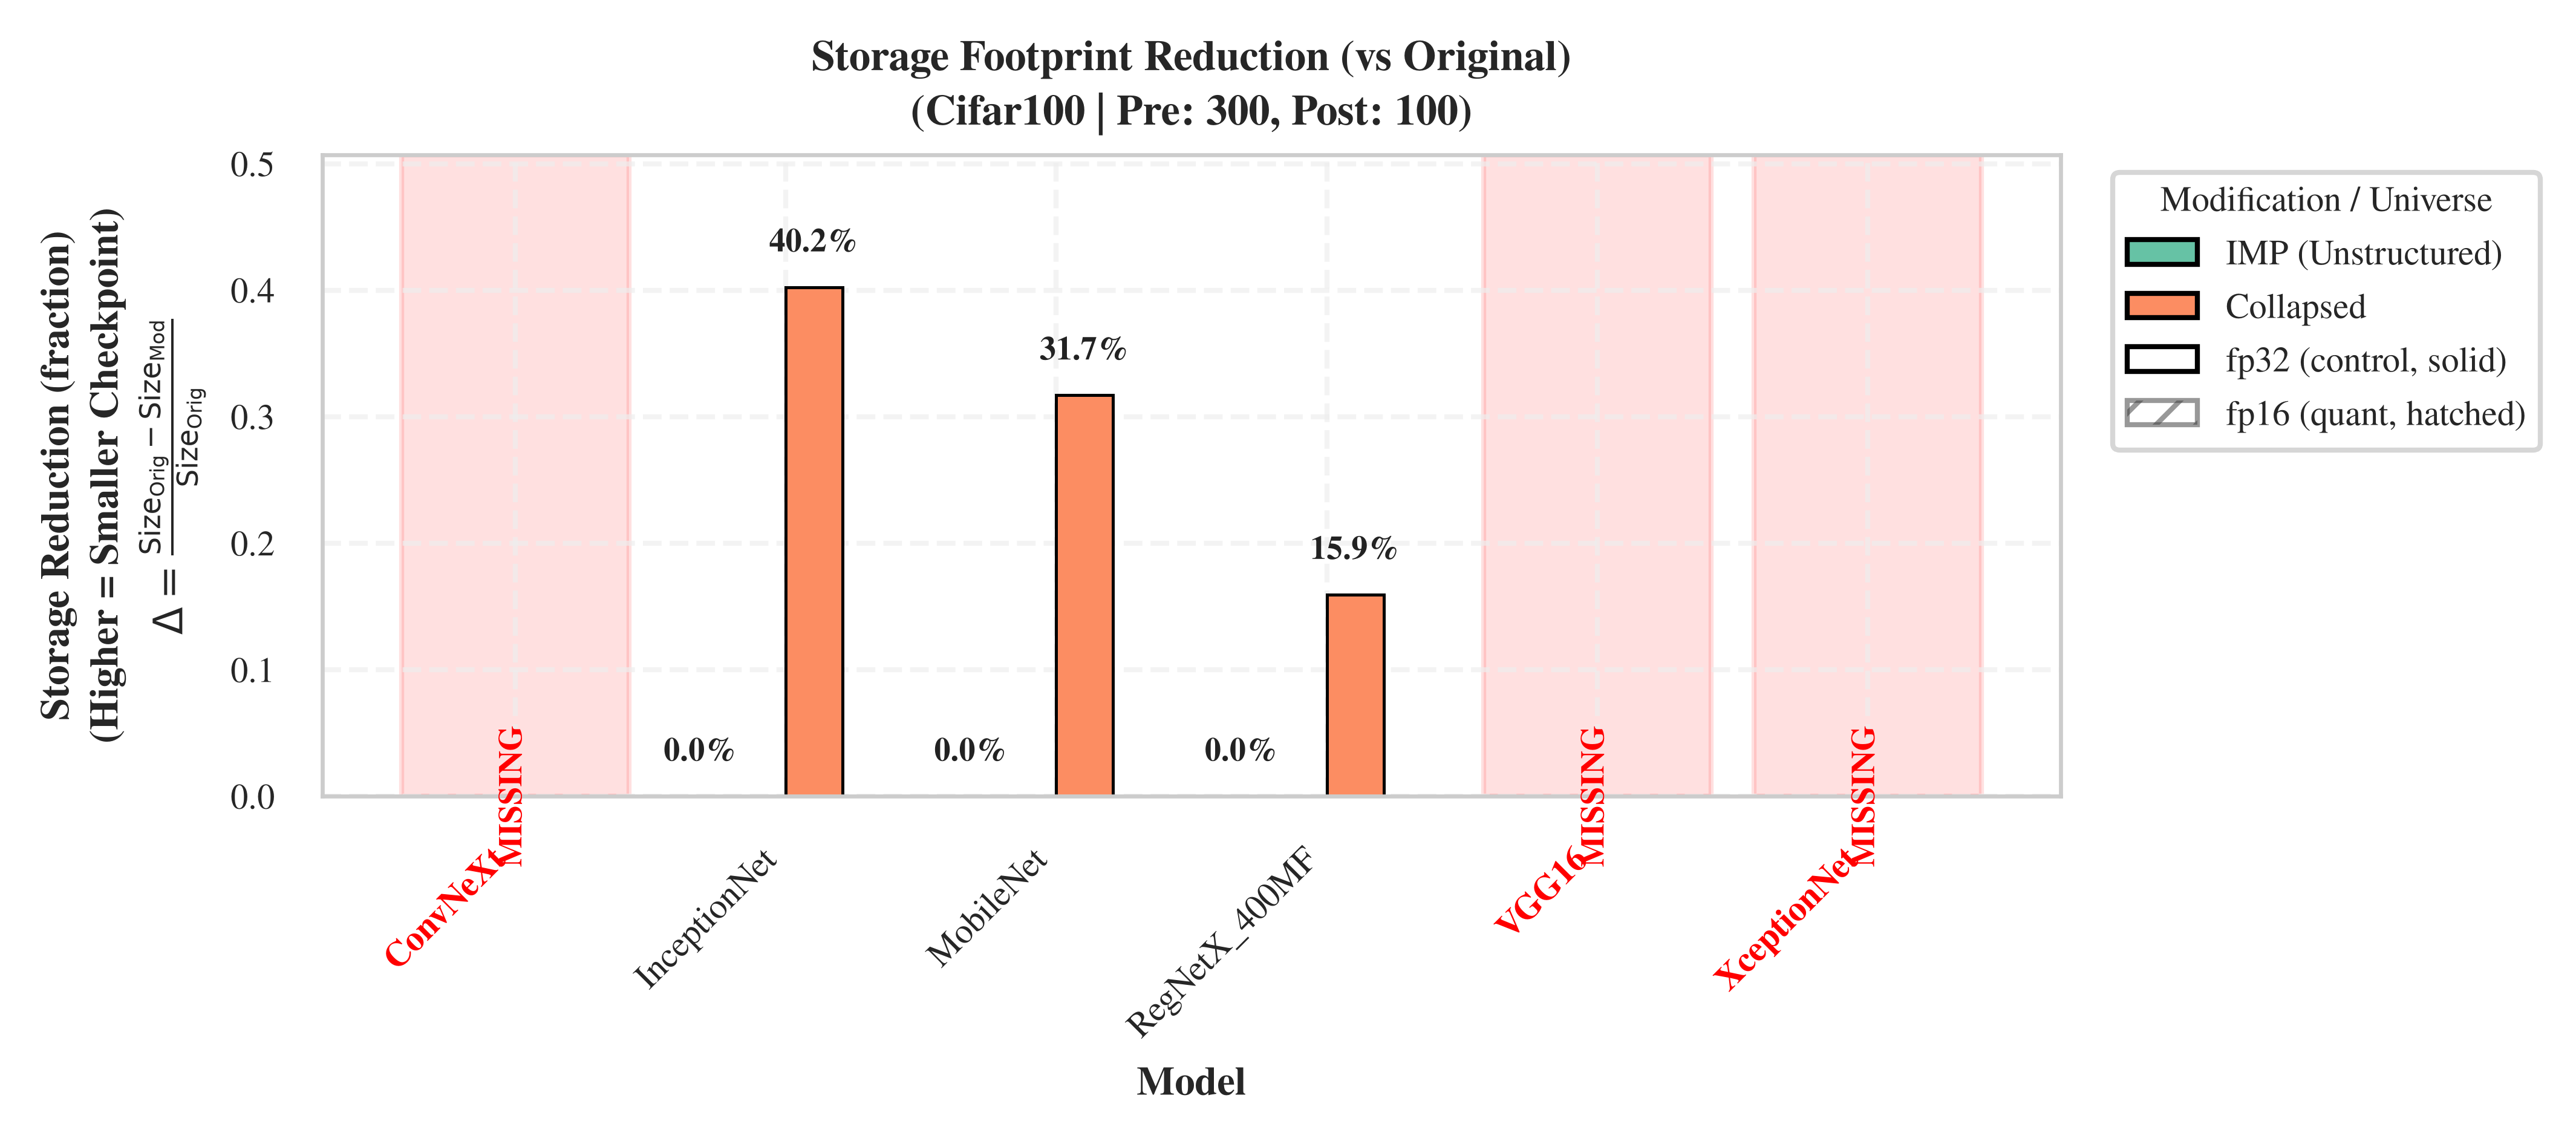 Storage Footprint Reduction (vs Original)
(Cifar100 | Pre: 300, Post: 100)
Storage Reduction (fraction)
(Higher = Smaller Checkpoint)
Δ = (Size_Orig − Size_Mod) / Size_Orig
0.5
0.4
0.3
0.2
0.1
0.0
40.2%
31.7%
15.9%
0.0%
0.0%
0.0%
MISSING
MISSING
MISSING
ConvNeXt
InceptionNet
MobileNet
RegNetX_400MF
VGG16
XceptionNet
Model
Modification / Universe
IMP (Unstructured)
Collapsed
fp32 (control, solid)
fp16 (quant, hatched)